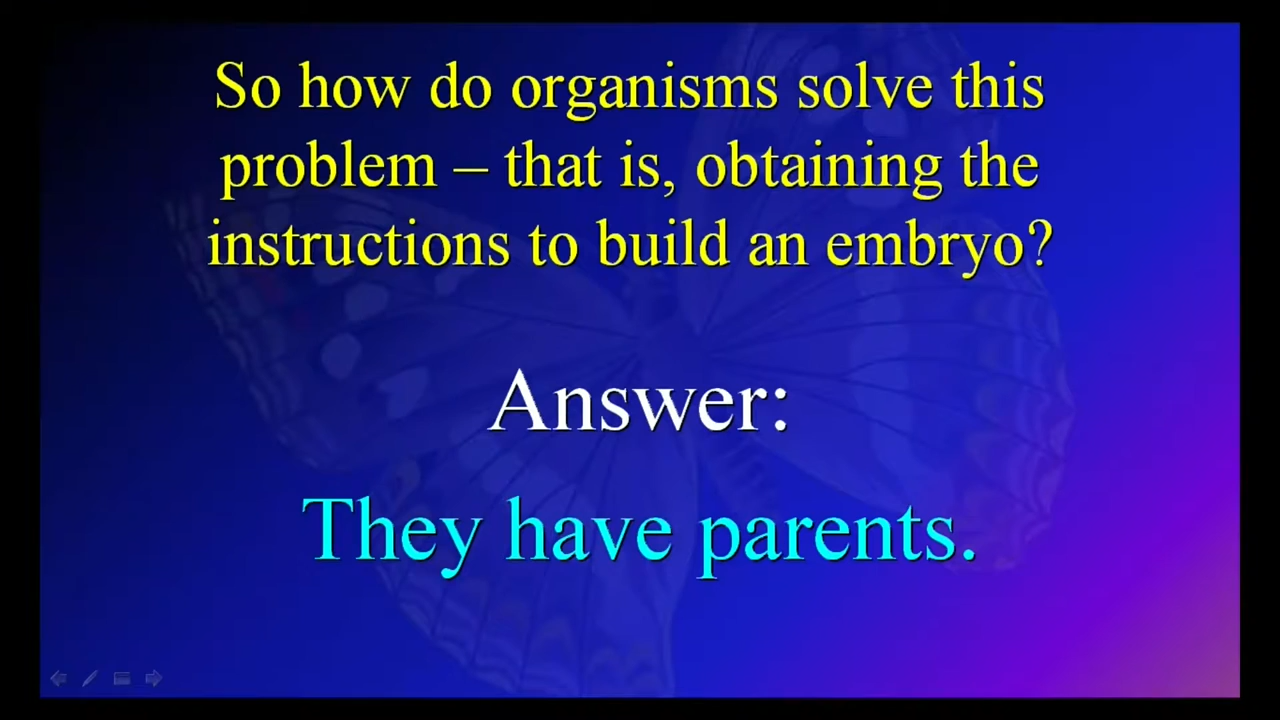 So how do organisms solve this
problem – that is, obtaining the
instructions to build an embryo?
Answer:
They have parents.